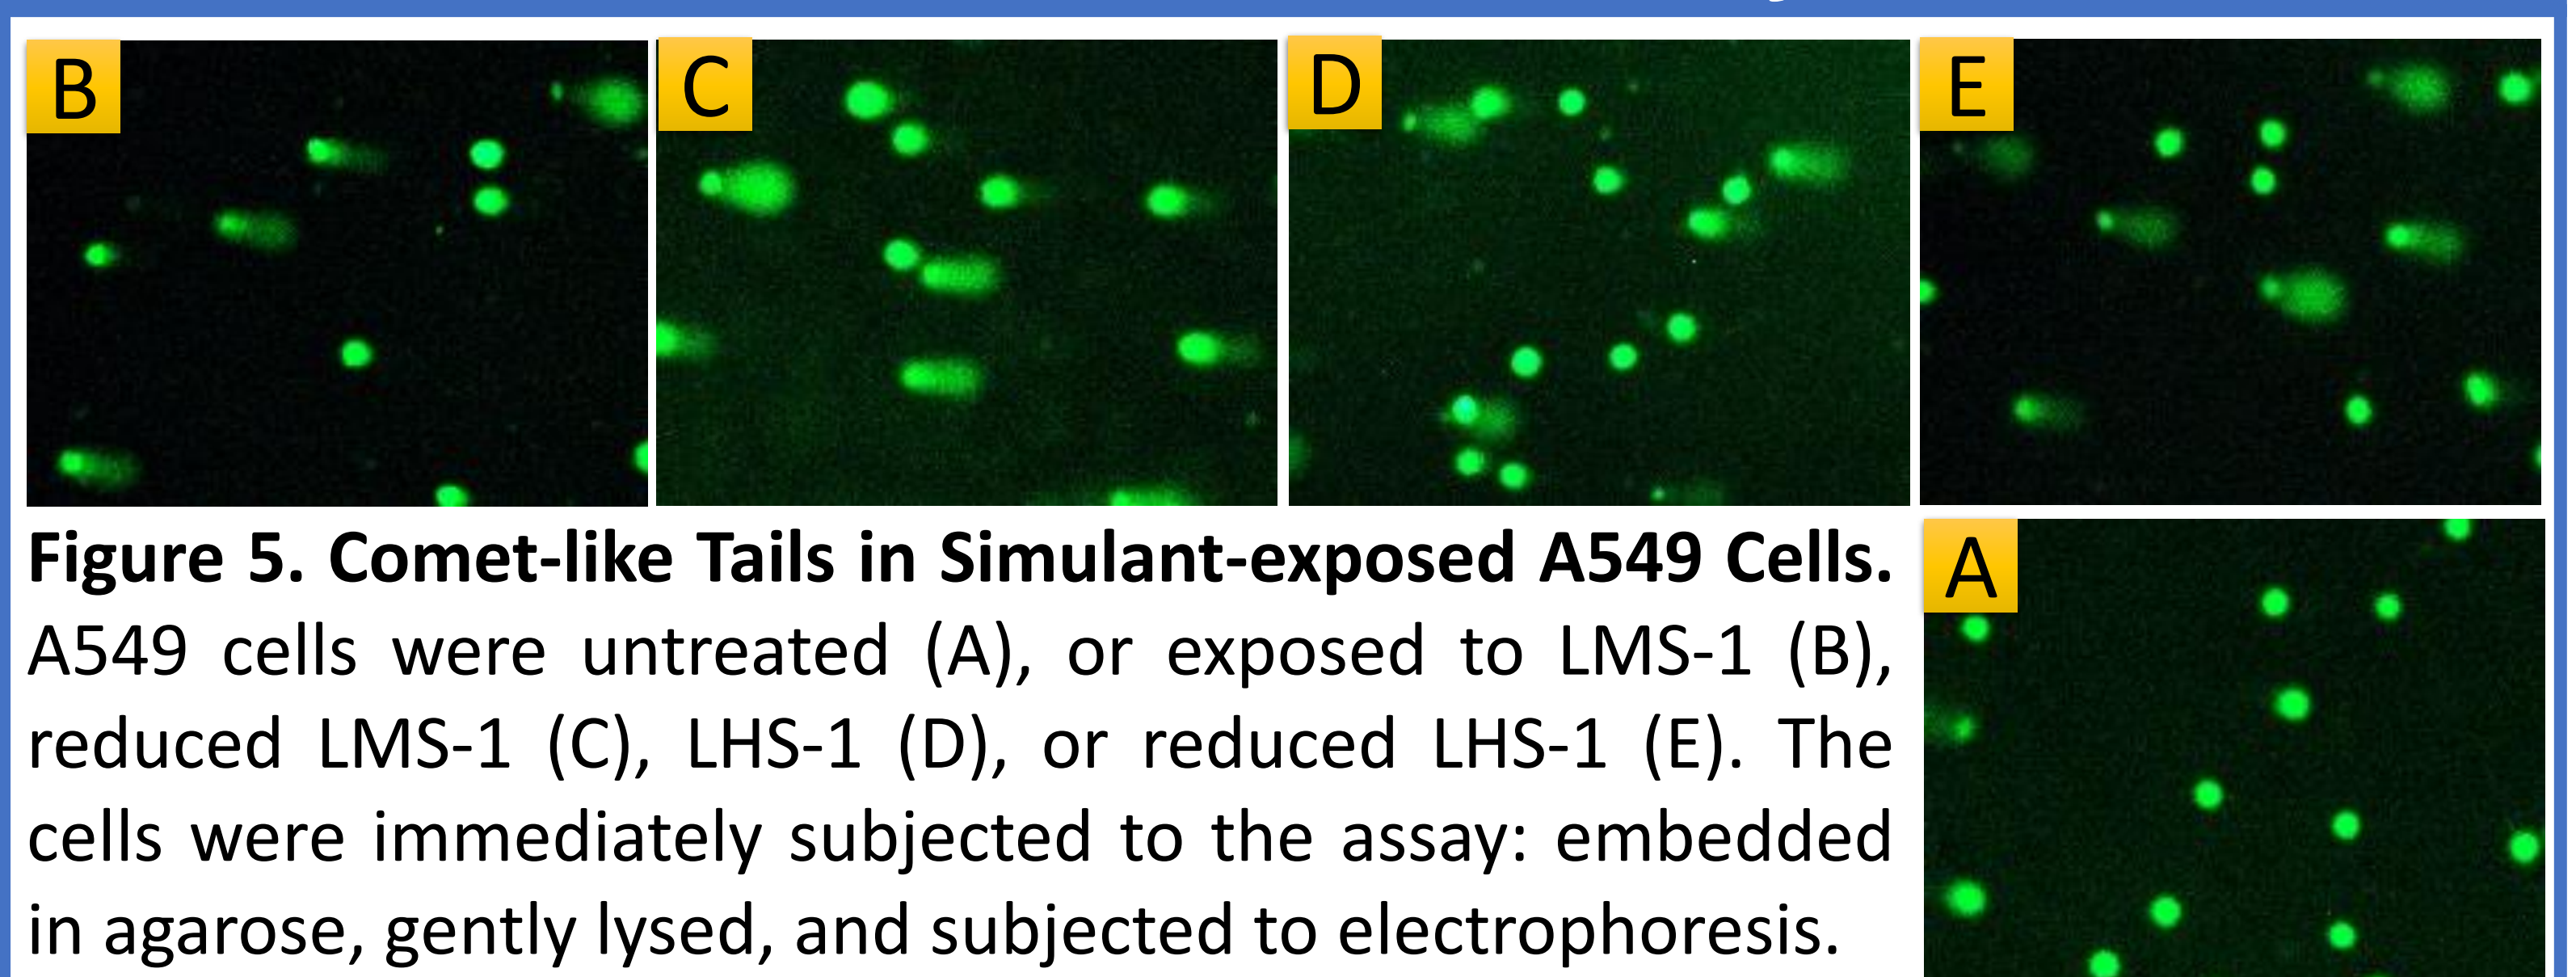 B
C
D
E
Figure 5. Comet-like Tails in Simulant-exposed A549 Cells.
A549 cells were untreated (A), or exposed to LMS-1 (B),
reduced LMS-1 (C), LHS-1 (D), or reduced LHS-1 (E). The
cells were immediately subjected to the assay: embedded
in agarose, gently lysed, and subjected to electrophoresis.
A